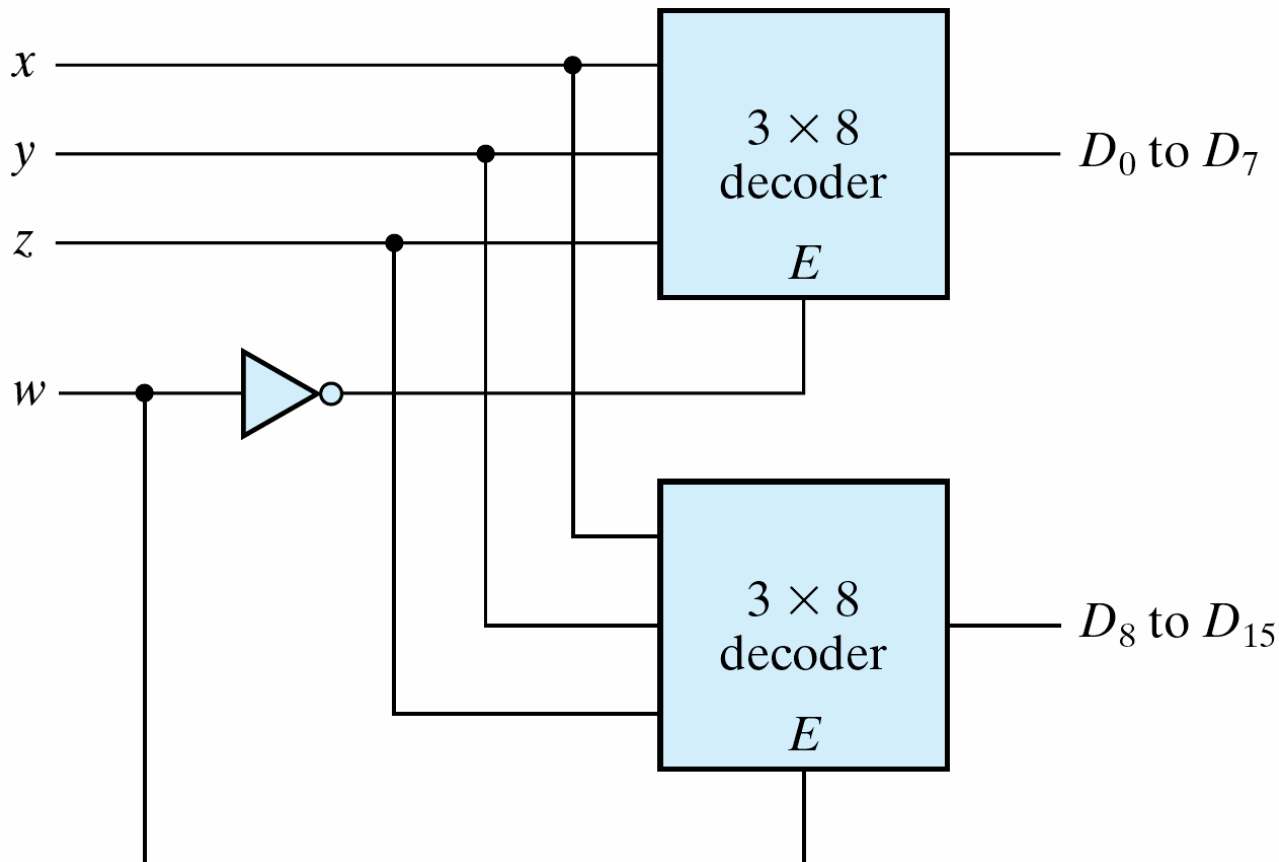 x
y
z
w
3 × 8
decoder
E
D₀ to D₇
3 × 8
decoder
E
D₈ to D₁₅